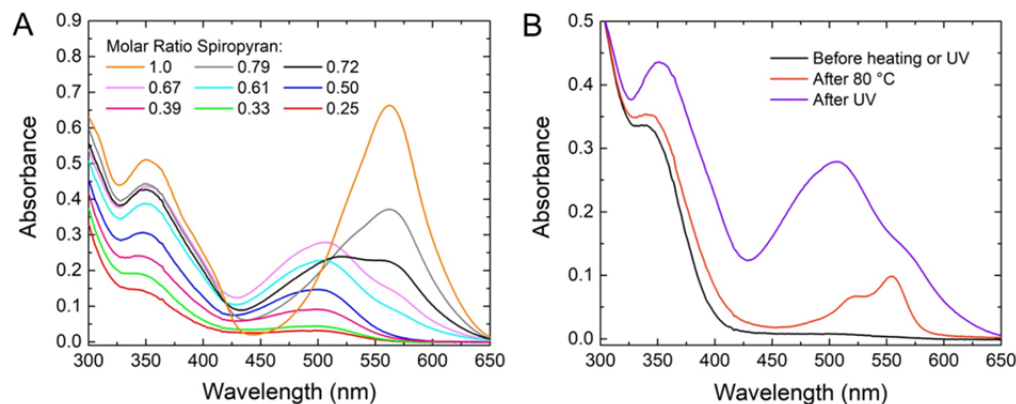 A
Molar Ratio Spiropyran:
1.0 0.79 0.72
0.67 0.61 0.50
0.39 0.33 0.25
Absorbance
0.9
0.8
0.7
0.6
0.5
0.4
0.3
0.2
0.1
0.0
300 350 400 450 500 550 600 650
Wavelength (nm)
B
Before heating or UV
After 80 °C
After UV
Absorbance
0.5
0.4
0.3
0.2
0.1
0.0
300 350 400 450 500 550 600 650
Wavelength (nm)